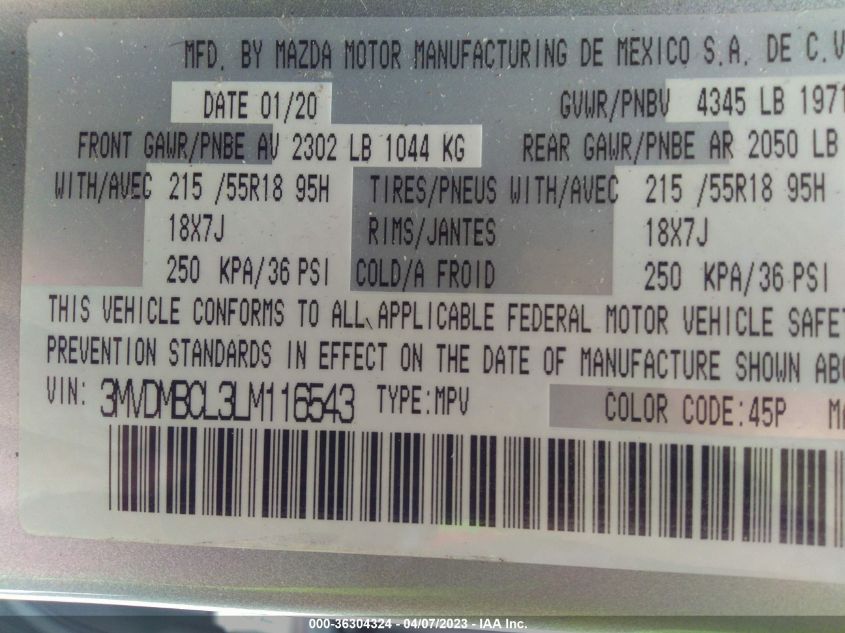 MFD. BY MAZDA MOTOR MANUFACTURING DE MEXICO S.A. DE C.V
DATE 01/20 GVWR/PNBV 4345 LB 1971
FRONT GAWR/PNBE AV 2302 LB 1044 KG REAR GAWR/PNBE AR 2050 LB
WITH/AVEC 215 /55R18 95H TIRES/PNEUS WITH/AVEC 215 /55R18 95H
18X7J RIMS/JANTES 18X7J
250 KPA/36 PSI COLD/A FROID 250 KPA/36 PSI
THIS VEHICLE CONFORMS TO ALL APPLICABLE FEDERAL MOTOR VEHICLE SAFE
PREVENTION STANDARDS IN EFFECT ON THE DATE OF MANUFACTURE SHOWN ABO
VIN: 3MVDMBCL3LM116543 TYPE:MPV COLOR CODE:45P
000-36304324 - 04/07/2023 - IAA Inc.